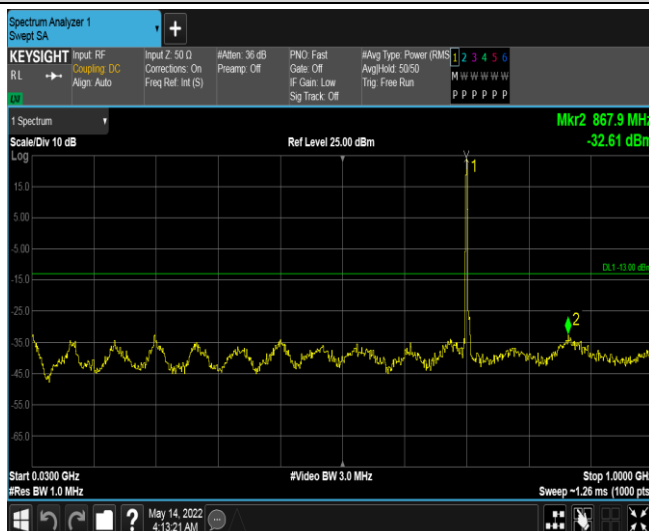 Spectrum Analyzer 1
Swept SA
KEYSIGHT
RL
Input: RF
Coupling: DC
Align: Auto
Input Z: 50 Ω
Corrections: On
Freq Ref: Int (S)
#Atten: 36 dB
Preamp: Off
PNO: Fast
Gate: Off
IF Gain: Low
Sig Track: Off
#Avg Type: Power (RMS
Avg|Hold: 50/50
Trig: Free Run
1 2 3 4 5 6
M W W W W W
P P P P P P
1 Spectrum
Mkr2 867.9 MHz
Scale/Div 10 dB
Ref Level 25.00 dBm
-32.61 dBm
Log
1
15.0
5.00
-5.00
DL1 -13.00 dBm
-15.0
-25.0
2
-35.0
-45.0
-55.0
-65.0
Start 0.0300 GHz
#Video BW 3.0 MHz
Stop 1.0000 GHz
#Res BW 1.0 MHz
Sweep ~1.26 ms (1000 pts
?
May 14, 2022
4:13:21 AM